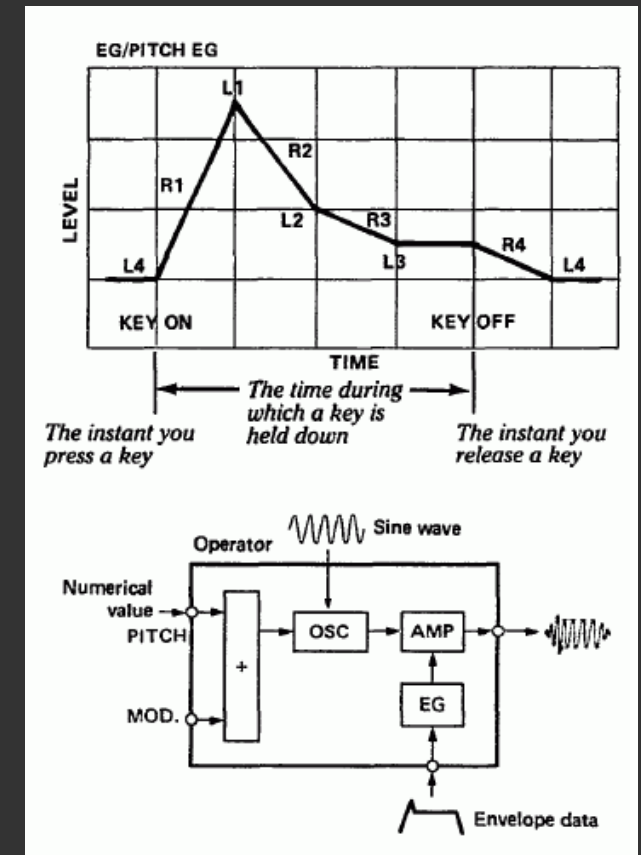 EG/PITCH EG
L1
R2
R1
LEVEL
L2
R3
L3
R4
L4
L4
KEY ON
KEY OFF
TIME
The time during
which a key is
held down
The instant you
press a key
The instant you
release a key
Sine wave
Operator
Numerical
value
PITCH
+
OSC
AMP
MOD.
EG
Envelope data